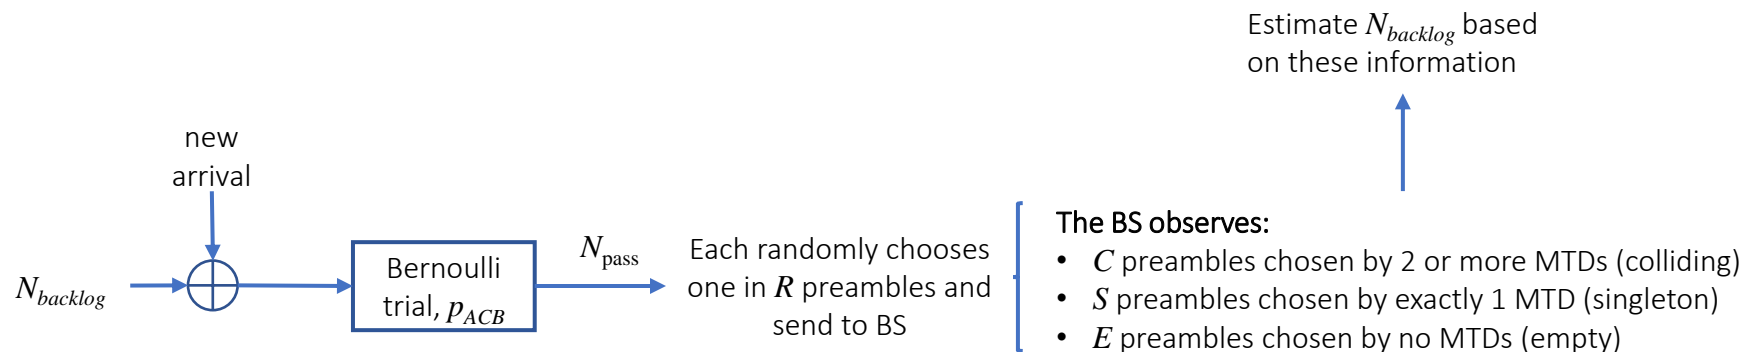 Estimate N_backlog based
on these information
new
arrival
N_backlog
Bernoulli
trial, p_ACB
N_pass
Each randomly chooses
one in R preambles and
send to BS
The BS observes:
• C preambles chosen by 2 or more MTDs (colliding)
• S preambles chosen by exactly 1 MTD (singleton)
• E preambles chosen by no MTDs (empty)